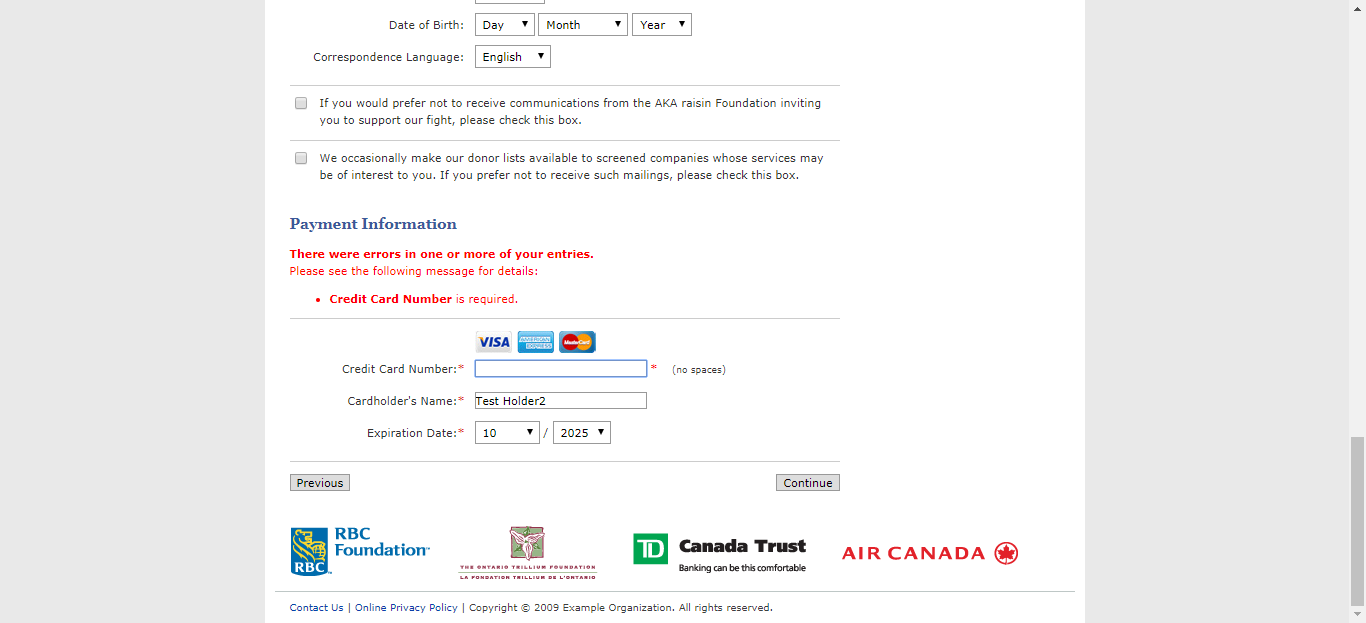 Date of Birth: Day Month Year
Correspondence Language: English
If you would prefer not to receive communications from the AKA raisin Foundation inviting
you to support our fight, please check this box.
We occasionally make our donor lists available to screened companies whose services may
be of interest to you. If you prefer not to receive such mailings, please check this box.
Payment Information
There were errors in one or more of your entries.
Please see the following message for details:
• Credit Card Number is required.
VISA AMERICAN EXPRESS MasterCard
Credit Card Number:* * (no spaces)
Cardholder's Name:* Test Holder2
Expiration Date:* 10 / 2025
Previous Continue
RBC
Foundation™
RBC™
THE ONTARIO TRILLIUM FOUNDATION
LA FONDATION TRILLIUM DE L'ONTARIO
TD Canada Trust
Banking can be this comfortable
AIR CANADA
Contact Us | Online Privacy Policy | Copyright © 2009 Example Organization. All rights reserved.